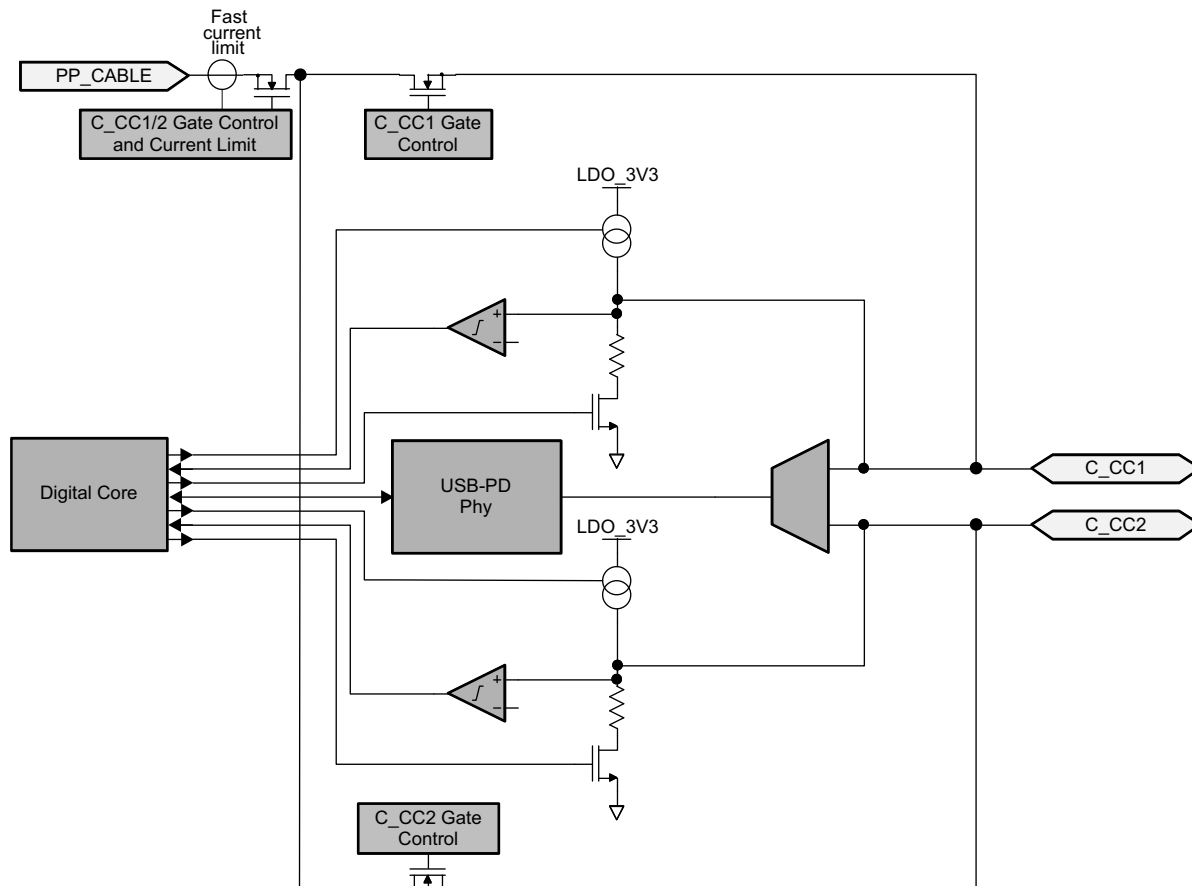 Fast
current
limit
PP_CABLE
C_CC1/2 Gate Control
and Current Limit
C_CC1 Gate
Control
LDO_3V3
+
−
Digital Core
USB-PD
Phy
C_CC1
C_CC2
LDO_3V3
+
−
C_CC2 Gate
Control